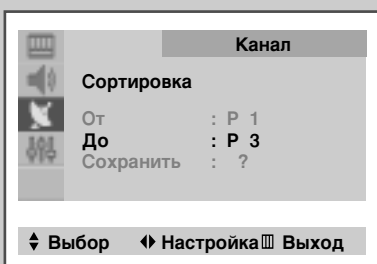 Канал
Сортировка
От : P 1
До : P 3
Сохранить : ?
Выбор Настройка Выход